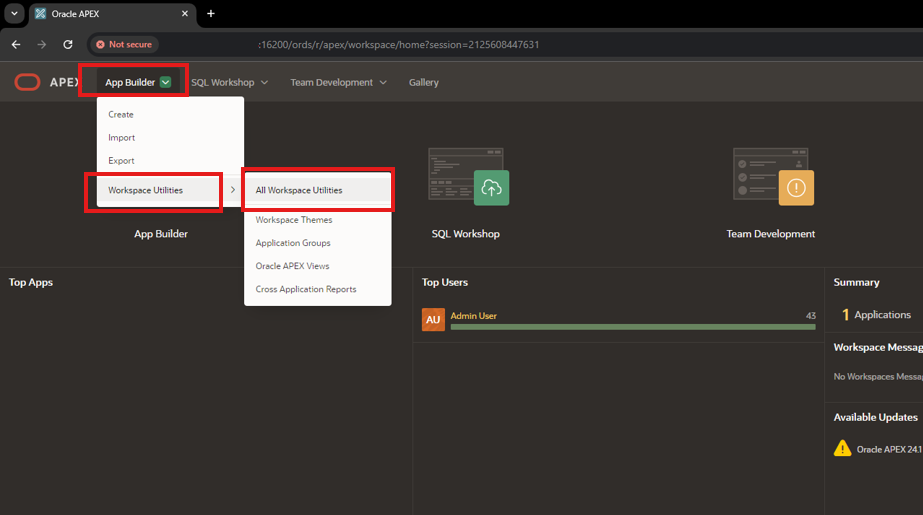 Oracle APEX
Not secure
:16200/ords/r/apex/workspace/home?session=2125608447631
APEX
App Builder
SQL Workshop
Team Development
Gallery
Create
Import
Export
Workspace Utilities
All Workspace Utilities
Workspace Themes
Application Groups
Oracle APEX Views
Cross Application Reports
App Builder
SQL Workshop
Team Development
Top Apps
Top Users
AU
Admin User
43
Summary
1 Applications
Workspace Messag
No Workspaces Messag
Available Updates
Oracle APEX 24.1